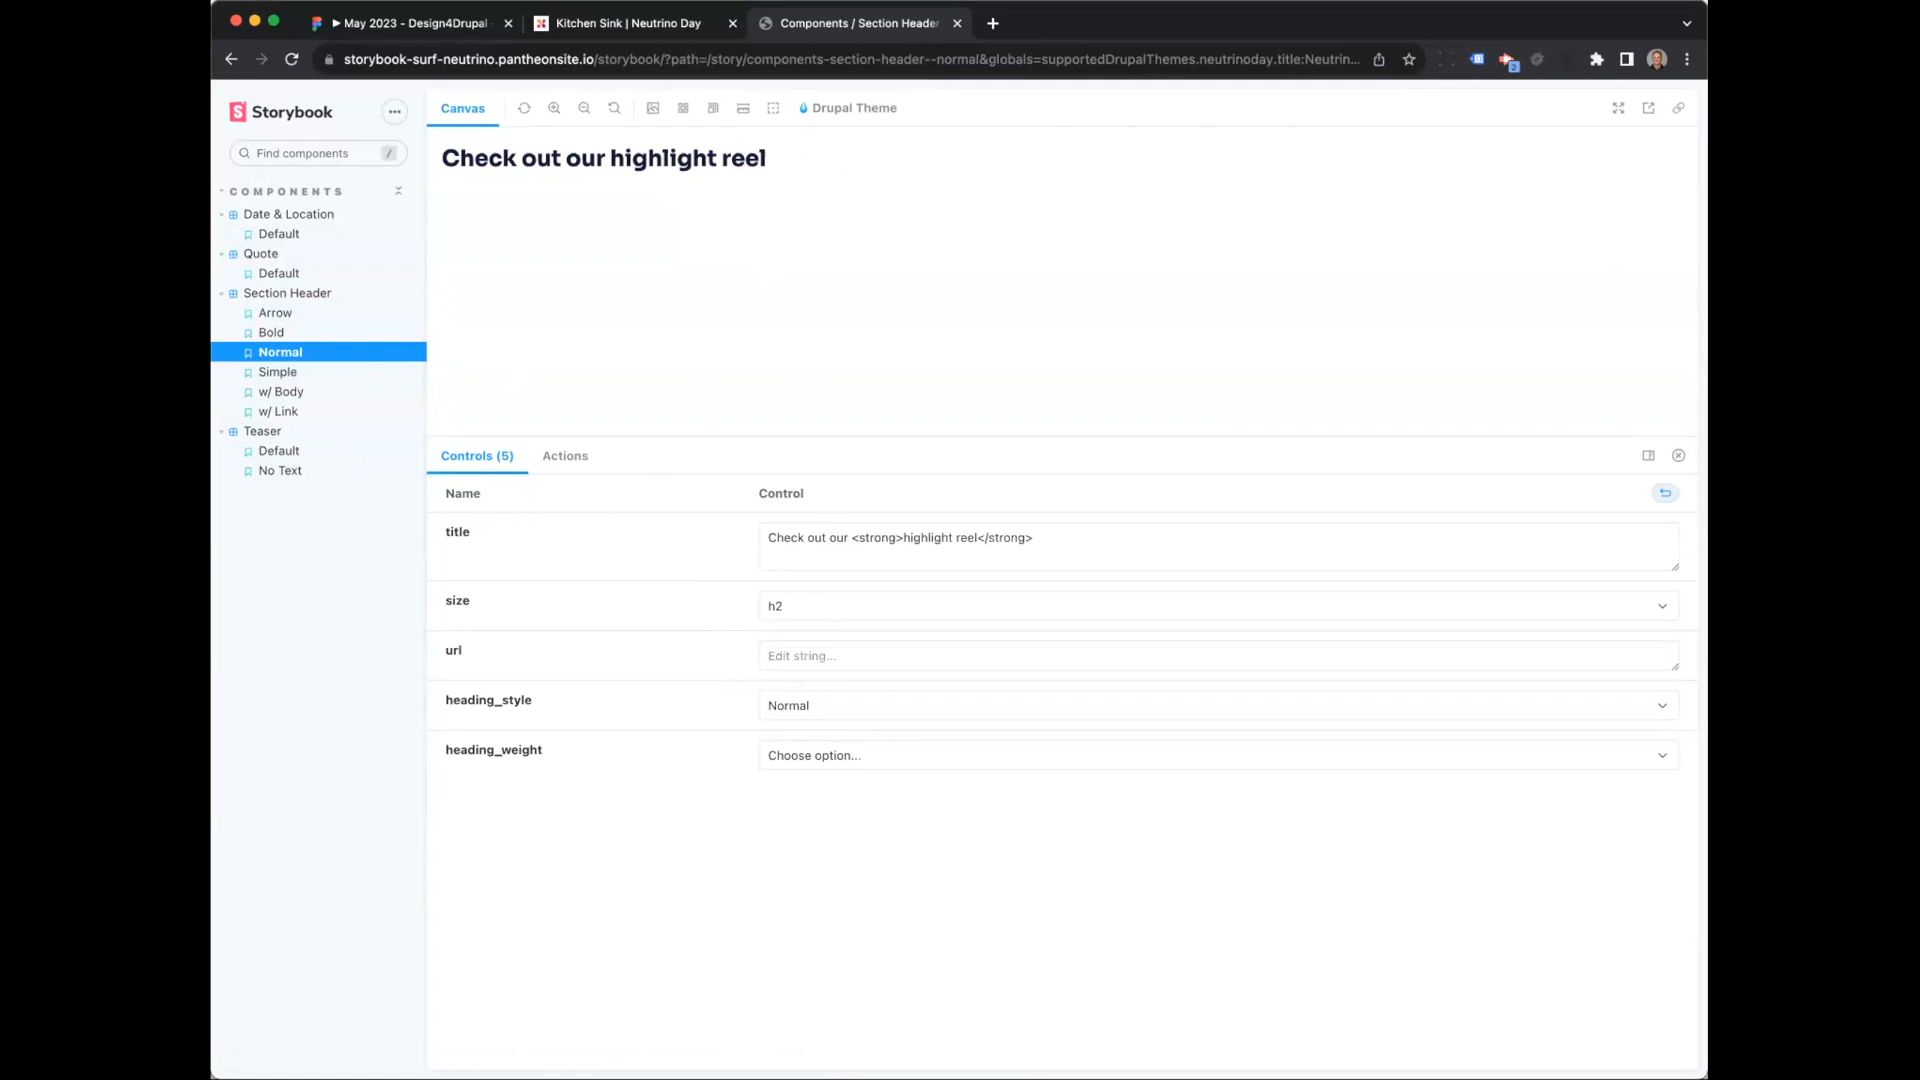 ▶ May 2023 - Design4Drupal
Kitchen Sink | Neutrino Day
Components / Section Header
storybook-surf-neutrino.pantheonsite.io/storybook/?path=/story/components-section-header--normal&globals=supportedDrupalThemes.neutrinoday.title:Neutrin...
2
Storybook
Find components /
COMPONENTS
Date & Location
Default
Quote
Default
Section Header
Arrow
Bold
Normal
Simple
w/ Body
w/ Link
Teaser
Default
No Text
Canvas
Drupal Theme
Check out our highlight reel
Controls (5) Actions
Name Control
title Check out our <strong>highlight reel</strong>
size h2
url Edit string...
heading_style Normal
heading_weight Choose option...